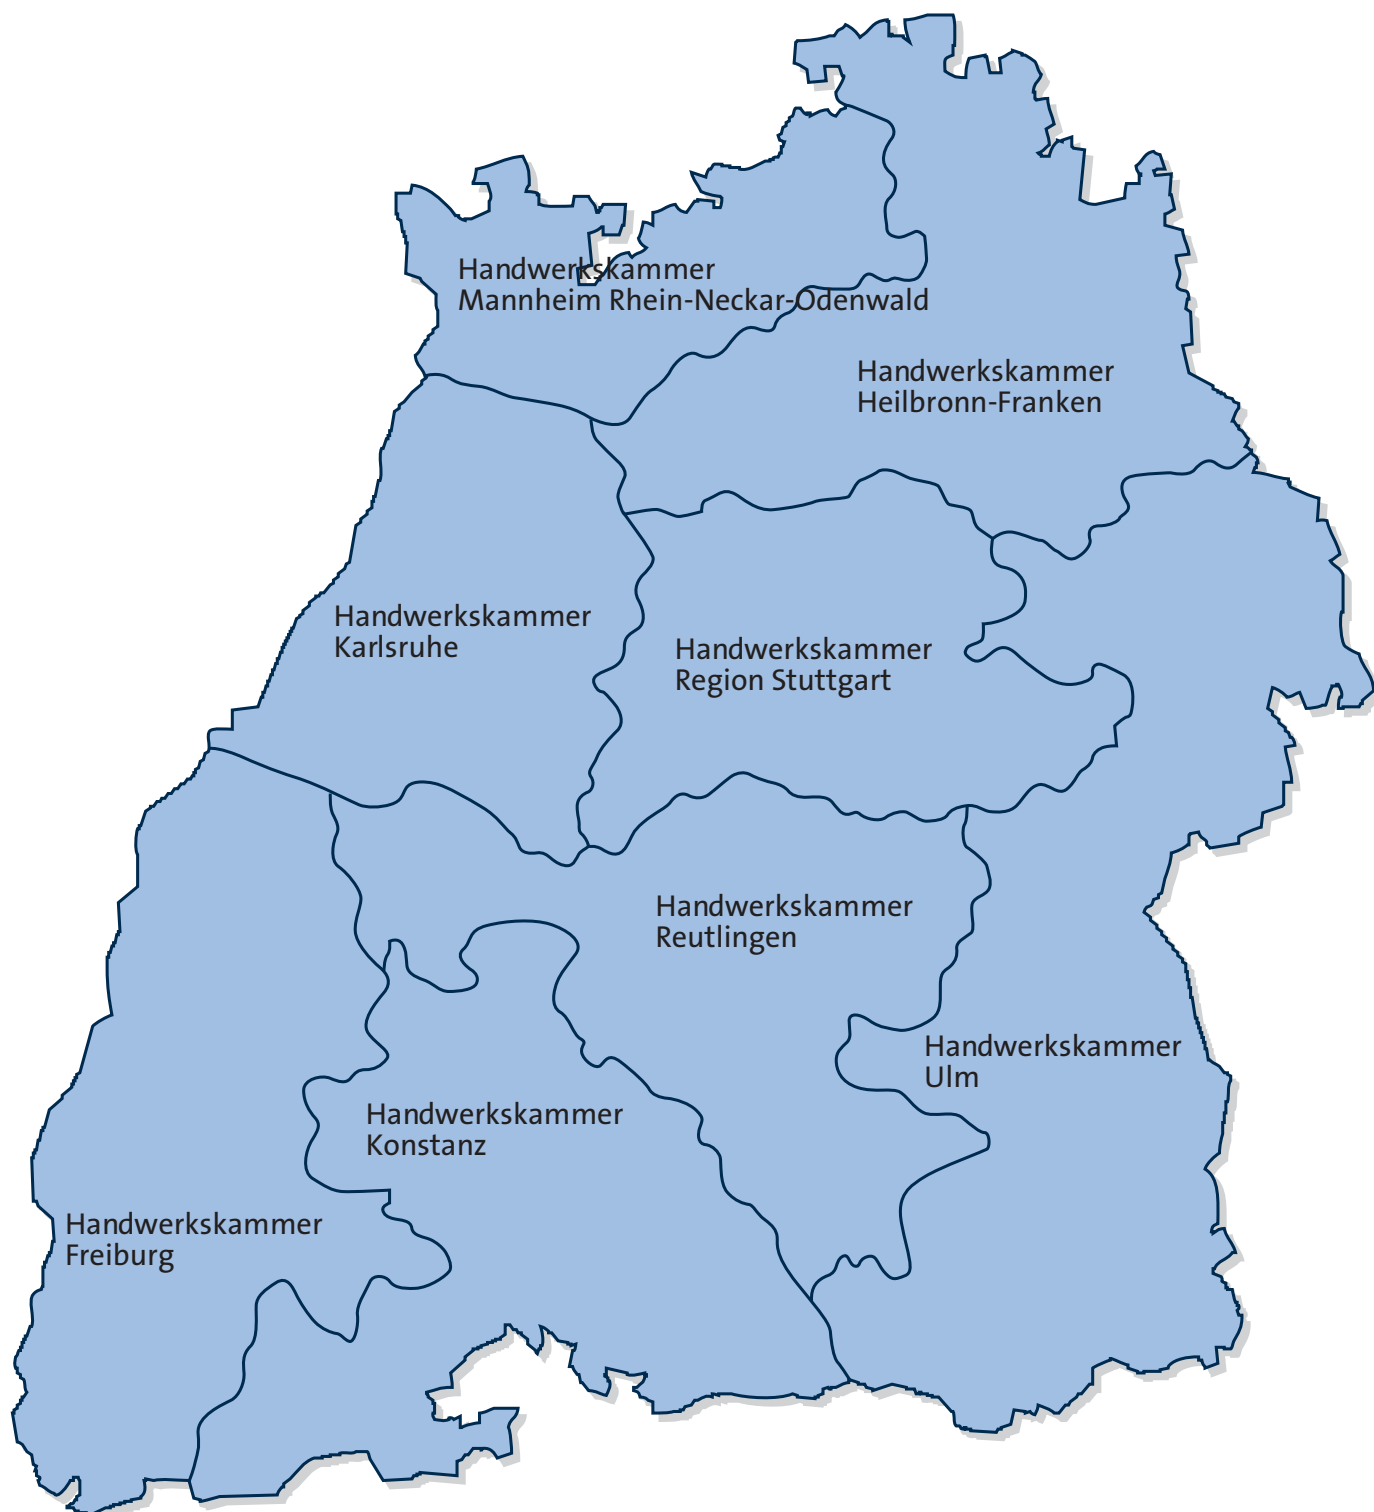 Handwerkskammer
Mannheim Rhein-Neckar-Odenwald
Handwerkskammer
Heilbronn-Franken
Handwerkskammer
Karlsruhe
Handwerkskammer
Region Stuttgart
Handwerkskammer
Reutlingen
Handwerkskammer
Ulm
Handwerkskammer
Konstanz
Handwerkskammer
Freiburg